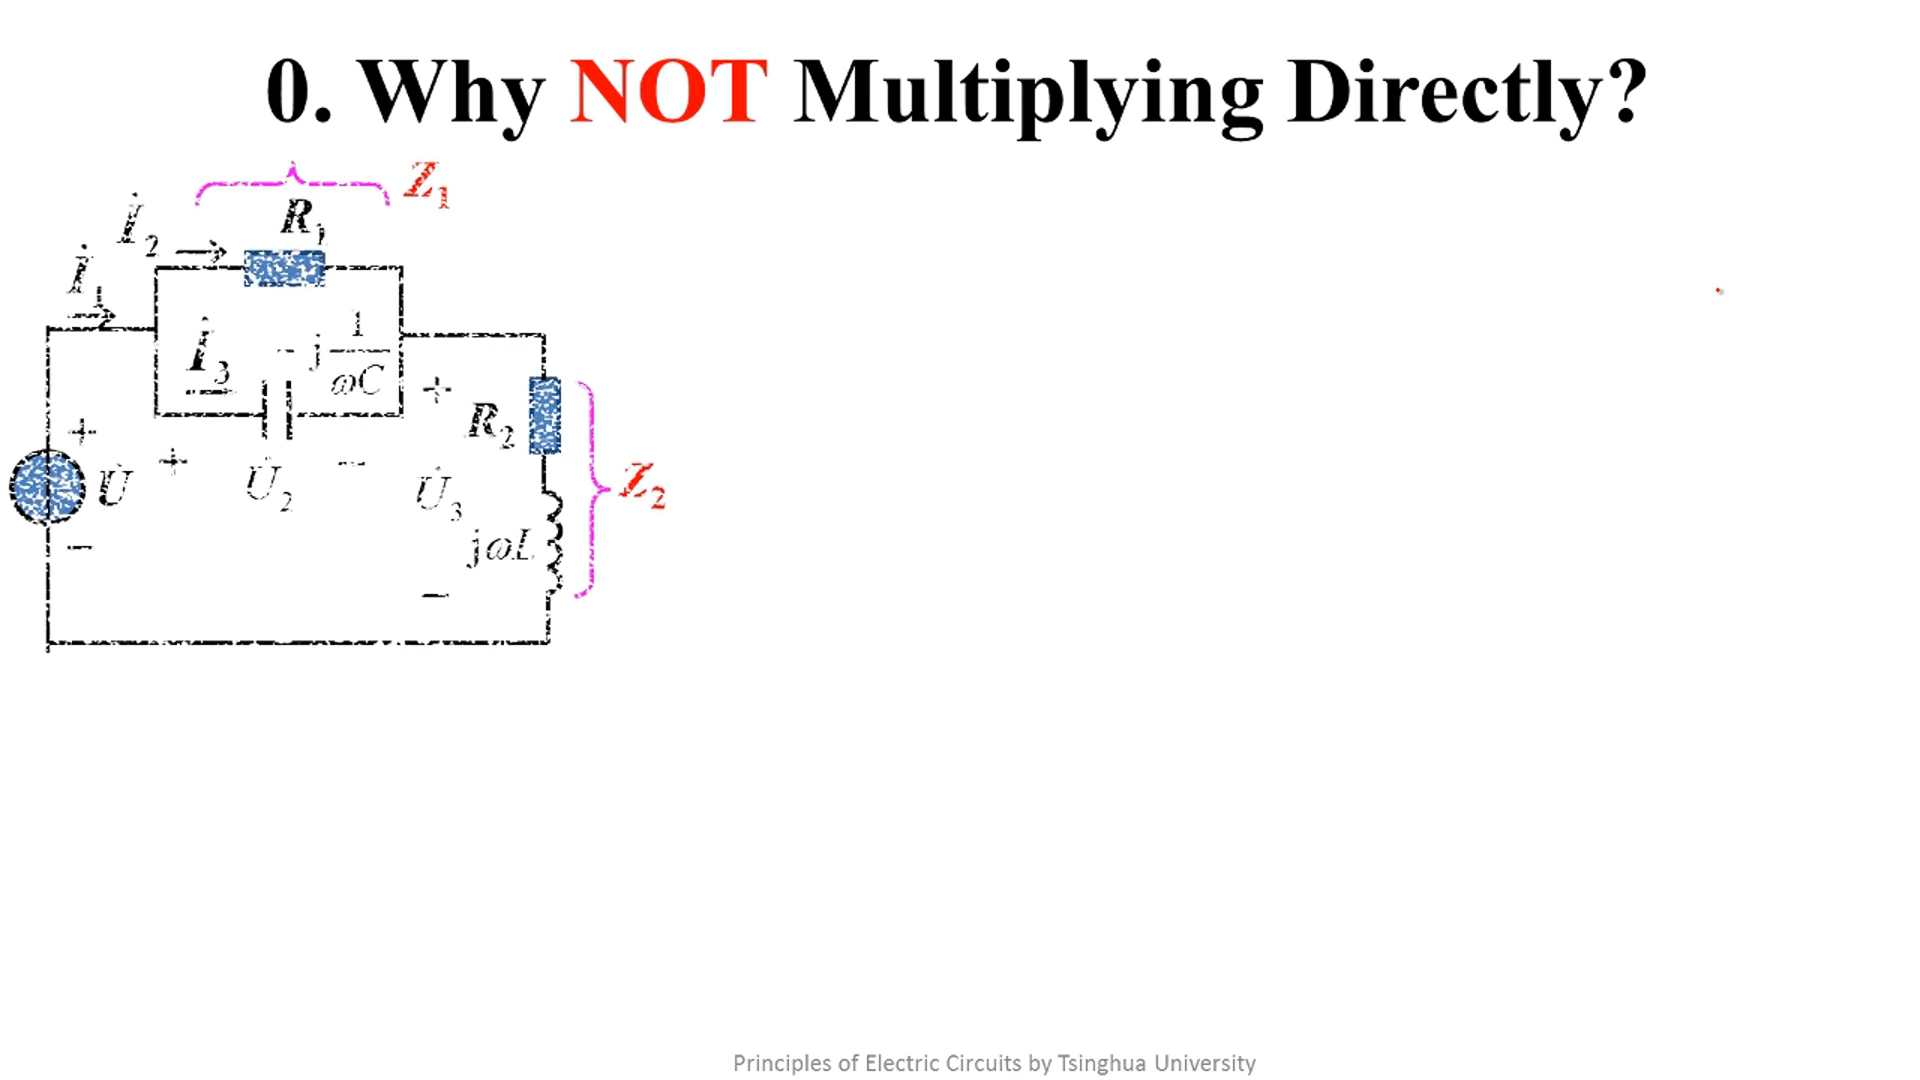 0. Why NOT Multiplying Directly?
Z₁
R₁
İ₂
İ₁
İ₃
− j 1/ωC
+
R₂
+
+ U̇₂ −
U̇
U̇₃
Z₂
jωL
−
−
Principles of Electric Circuits by Tsinghua University